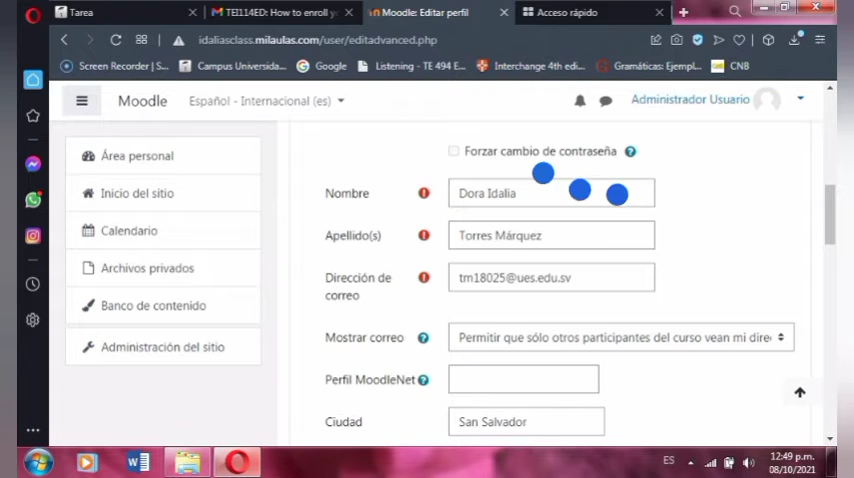 Tarea
TEI114ED: How to enroll y
Moodle: Editar perfil
Acceso rápido
idaliasclass.milaulas.com/user/editadvanced.php
Screen Recorder | S...
Campus Universida...
Google
Listening - TE 494 E...
Interchange 4th edi...
Gramáticas: Ejempl...
CNB
Moodle
Español - Internacional (es)
Administrador Usuario
Área personal
Inicio del sitio
Calendario
Archivos privados
Banco de contenido
Administración del sitio
Forzar cambio de contraseña
Nombre
Dora Idalia
Apellido(s)
Torres Márquez
Dirección de
correo
tm18025@ues.edu.sv
Mostrar correo
Permitir que sólo otros participantes del curso vean mi dire
Perfil MoodleNet
Ciudad
San Salvador
ES
12:49 p.m.
08/10/2021